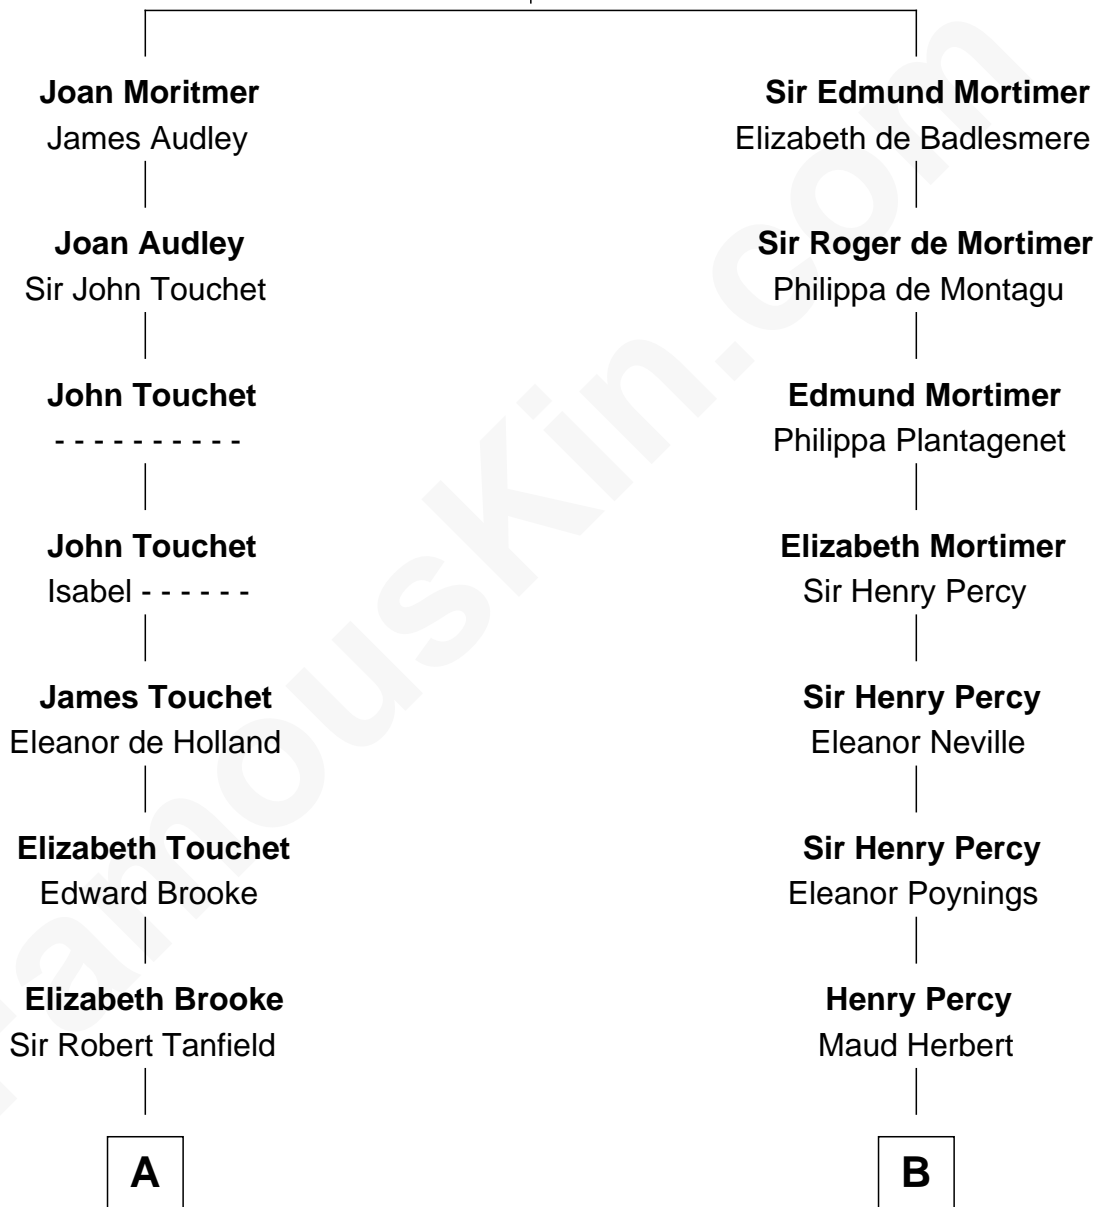 Joan Moritmer
James Audley
Sir Edmund Mortimer
Elizabeth de Badlesmere
Joan Audley
Sir John Touchet
Sir Roger de Mortimer
Philippa de Montagu
John Touchet
- - - - - - - - - -
Edmund Mortimer
Philippa Plantagenet
John Touchet
Isabel - - - - - -
Elizabeth Mortimer
Sir Henry Percy
James Touchet
Eleanor de Holland
Sir Henry Percy
Eleanor Neville
Elizabeth Touchet
Edward Brooke
Sir Henry Percy
Eleanor Poynings
Elizabeth Brooke
Sir Robert Tanfield
Henry Percy
Maud Herbert
A
B
FamousKin.com